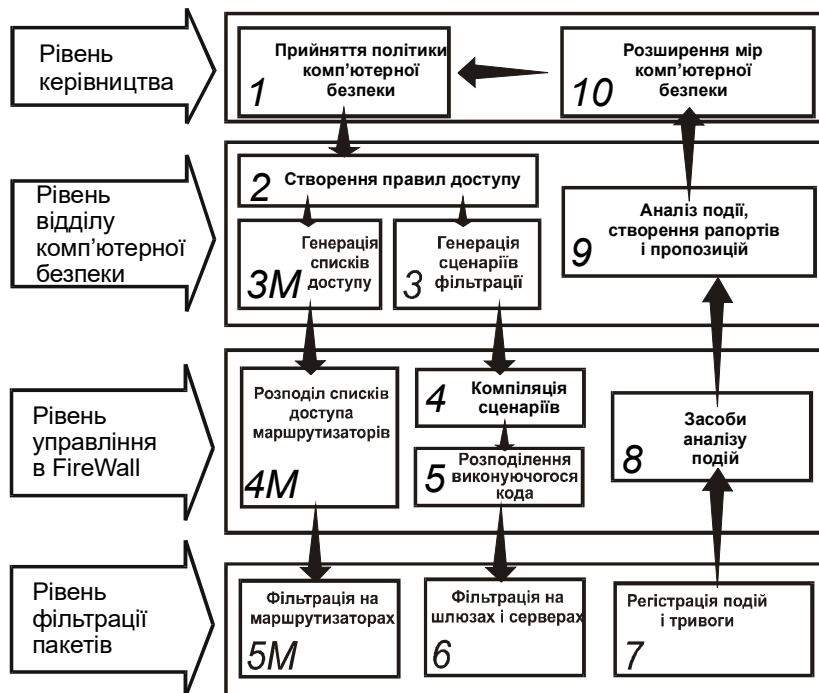 Рівень
керівництва
Прийняття політики
комп’ютерної
безпеки
1
Розширення мір
комп’ютерної
безпеки
10
Рівень
відділу
комп’ютерної
безпеки
2
Створення правил доступу
Генерація
списків
доступу
3М
Генерація
сценаріїв
фільтрації
3
Аналіз події,
створення рапортів
і пропозицій
9
Рівень
управління
в FireWall
Розподіл списків
доступа
маршрутизаторів
4М
4
Компіляція
сценаріїв
5
Розподілення
виконуючогося
кода
Засоби
аналізу
подій
8
Рівень
фільтрації
пакетів
Фільтрація на
маршрутизаторах
5М
Фільтрація на
шлюзах і серверах
6
Регістрація подій
і тривоги
7